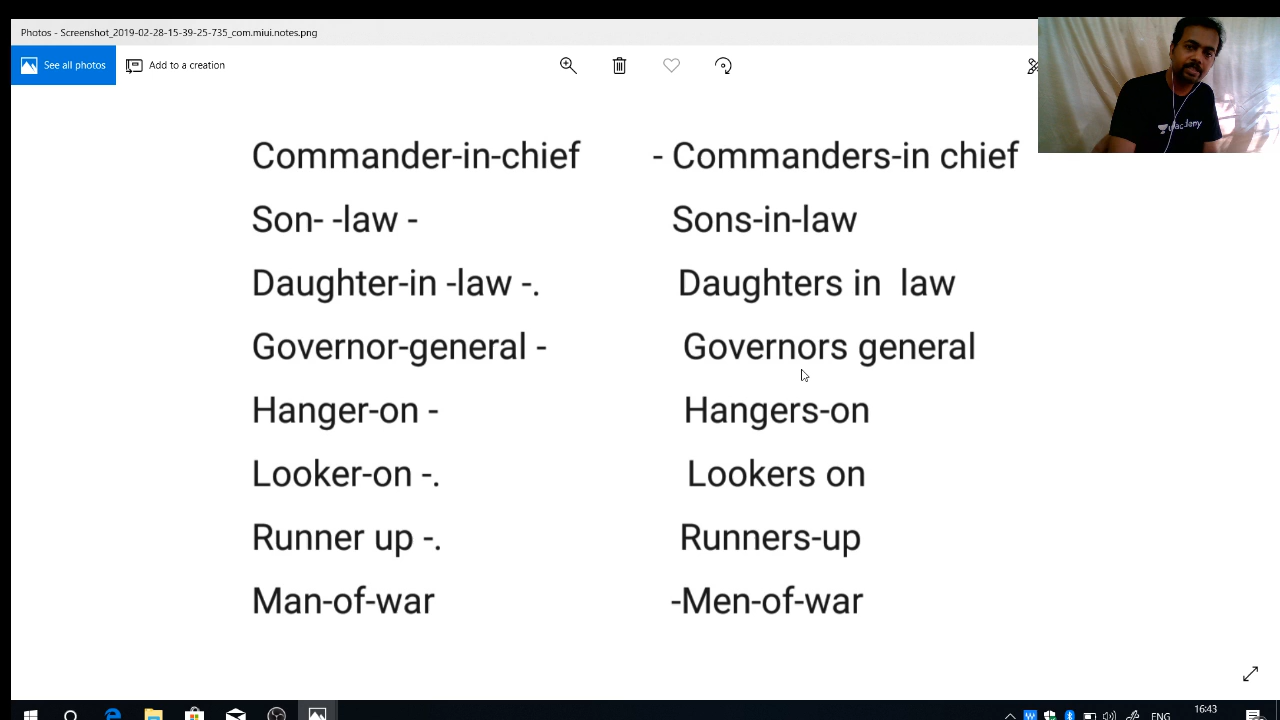 Photos - Screenshot_2019-02-28-15-39-25-735_com.miui.notes.png
See all photos Add to a creation
Commander-in-chief - Commanders-in chief
Son- -law - Sons-in-law
Daughter-in -law -. Daughters in law
Governor-general - Governors general
Hanger-on - Hangers-on
Looker-on -. Lookers on
Runner up -. Runners-up
Man-of-war -Men-of-war
16:43
ENG